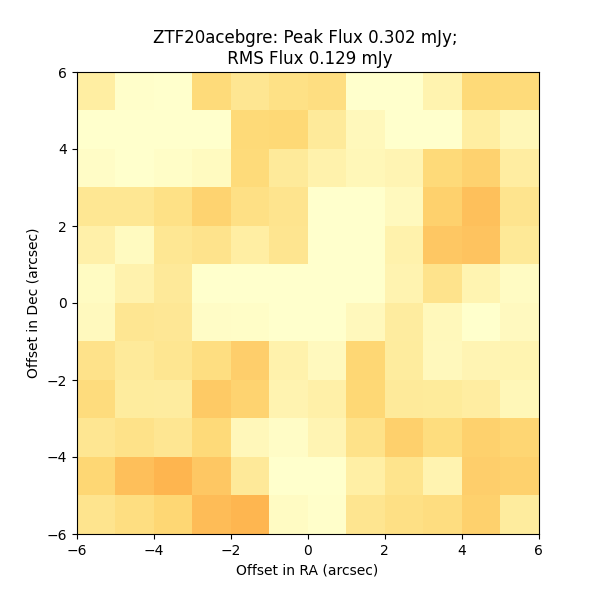 ZTF20acebgre: Peak Flux 0.302 mJy;
RMS Flux 0.129 mJy
6
4
2
0
−2
−4
−6
Offset in Dec (arcsec)
−6 −4 −2 0 2 4 6
Offset in RA (arcsec)